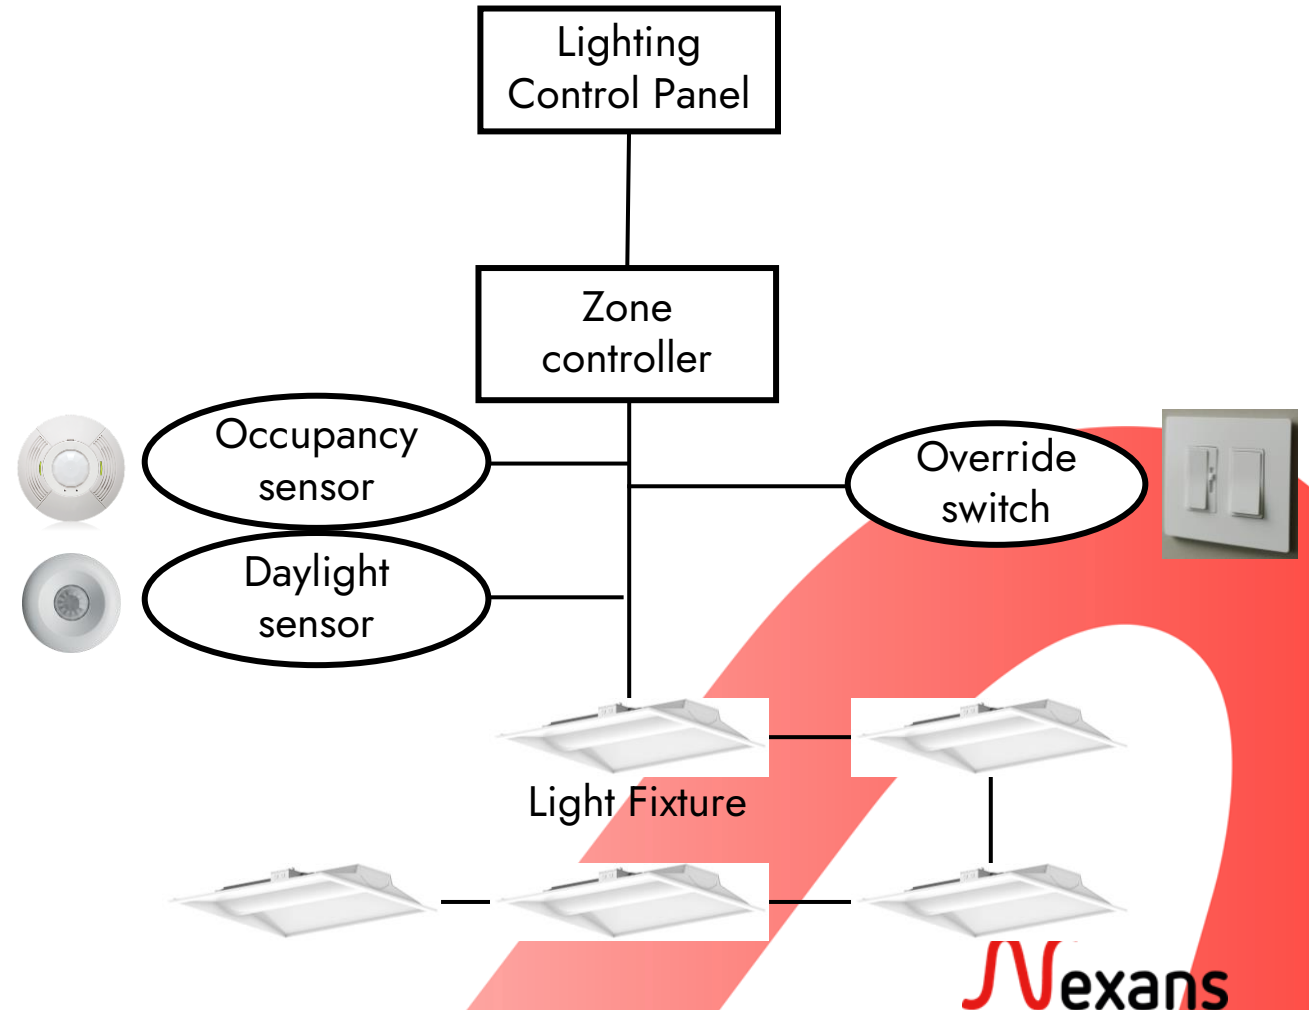 Lighting
Control Panel
Zone
controller
Occupancy
sensor
Override
switch
Daylight
sensor
Light Fixture
Nexans